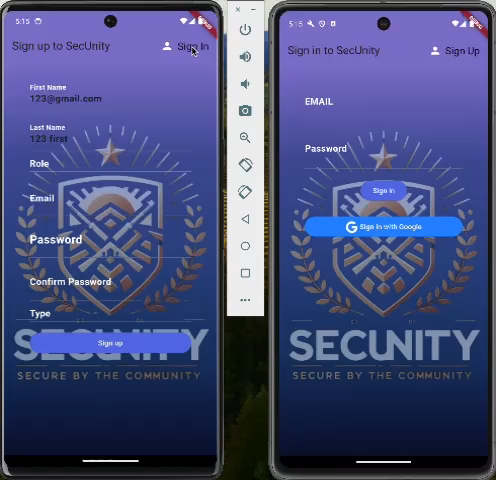 5:15
Sign up to SecUnity
Sign In
First Name
123@gmail.com
Last Name
123 first
Role
Email
Password
Confirm Password
Type
Sign up
SECUNITY
SECURE BY THE COMMUNITY
5:15
Sign in to SecUnity
Sign Up
EMAIL
Password
Sign in
G Sign in with Google
SECUNITY
SECURE BY THE COMMUNITY